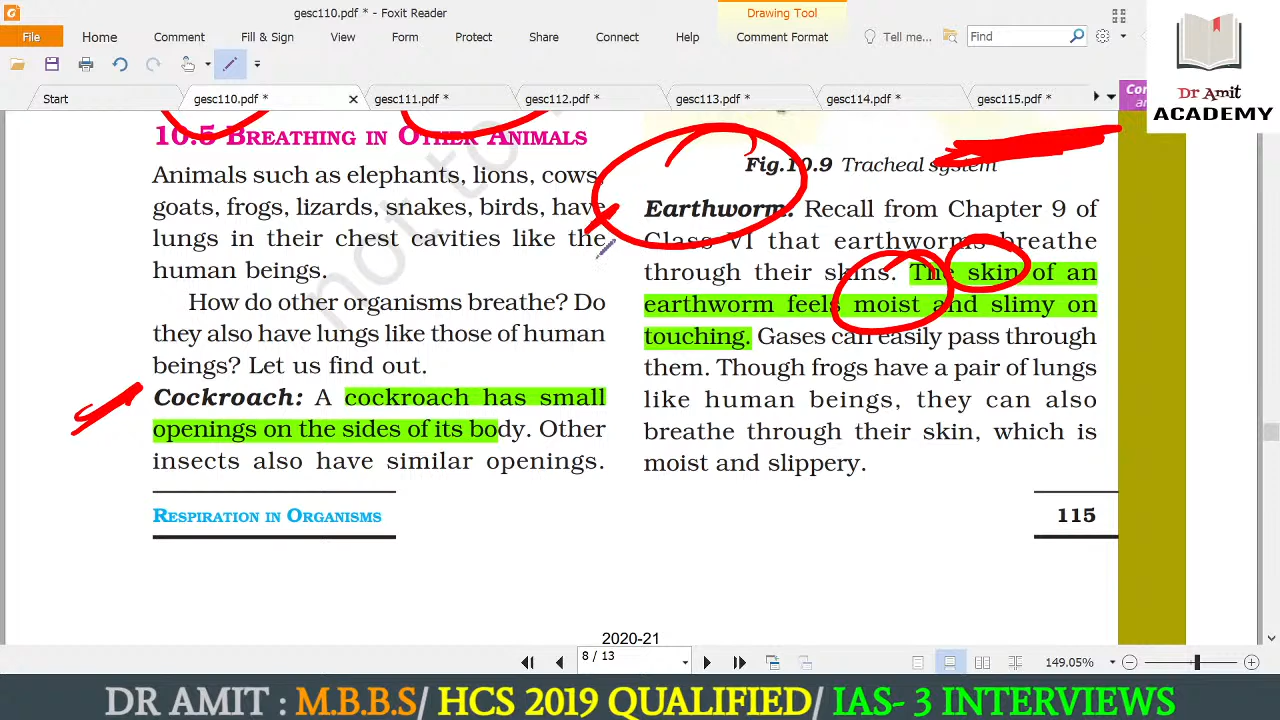 gesc110.pdf * - Foxit Reader
Drawing Tool
File Home Comment Fill & Sign View Form Protect Share Connect Help Comment Format Tell me... Find
Start gesc110.pdf * gesc111.pdf * gesc112.pdf * gesc113.pdf * gesc114.pdf * gesc115.pdf *
Dr Amit
ACADEMY
10.5 BREATHING IN OTHER ANIMALS
Animals such as elephants, lions, cows,
goats, frogs, lizards, snakes, birds, have
lungs in their chest cavities like the
human beings.
How do other organisms breathe? Do
they also have lungs like those of human
beings? Let us find out.
Cockroach: A cockroach has small
openings on the sides of its body. Other
insects also have similar openings.
RESPIRATION IN ORGANISMS
not to
Fig.10.9 Tracheal system
Earthworm: Recall from Chapter 9 of
Class VI that earthworms breathe
through their skins. The skin of an
earthworm feels moist and slimy on
touching. Gases can easily pass through
them. Though frogs have a pair of lungs
like human beings, they can also
breathe through their skin, which is
moist and slippery.
115
2020-21
8 / 13
149.05%
DR AMIT : M.B.B.S/ HCS 2019 QUALIFIED/ IAS- 3 INTERVIEWS